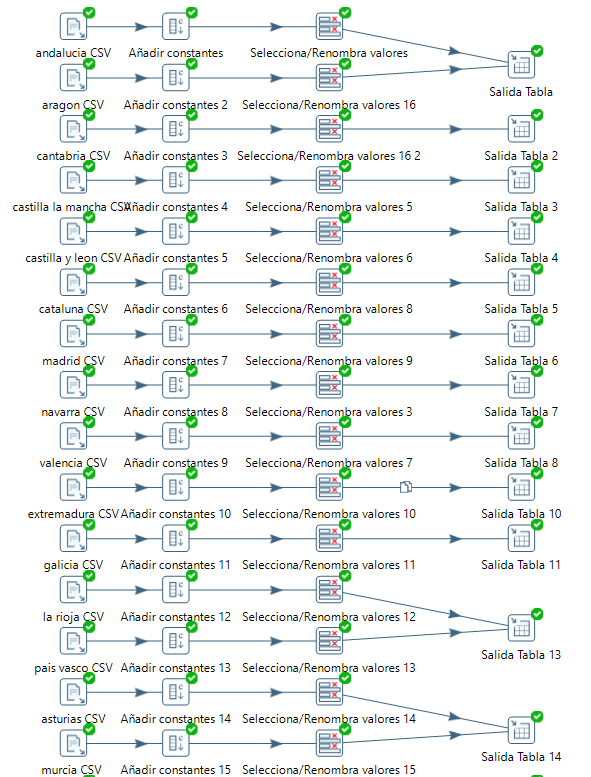 andalucia CSV Añadir constantes Selecciona/Renombra valores
Salida Tabla
aragon CSV Añadir constantes 2 Selecciona/Renombra valores 16
cantabria CSV Añadir constantes 3 Selecciona/Renombra valores 16 2 Salida Tabla 2
castilla la mancha CSV Añadir constantes 4 Selecciona/Renombra valores 5 Salida Tabla 3
castilla y leon CSV Añadir constantes 5 Selecciona/Renombra valores 6 Salida Tabla 4
cataluna CSV Añadir constantes 6 Selecciona/Renombra valores 8 Salida Tabla 5
madrid CSV Añadir constantes 7 Selecciona/Renombra valores 9 Salida Tabla 6
navarra CSV Añadir constantes 8 Selecciona/Renombra valores 3 Salida Tabla 7
valencia CSV Añadir constantes 9 Selecciona/Renombra valores 7 Salida Tabla 8
extremadura CSV Añadir constantes 10 Selecciona/Renombra valores 10 Salida Tabla 10
galicia CSV Añadir constantes 11 Selecciona/Renombra valores 11 Salida Tabla 11
la rioja CSV Añadir constantes 12 Selecciona/Renombra valores 12
Salida Tabla 13
pais vasco CSV Añadir constantes 13 Selecciona/Renombra valores 13
asturias CSV Añadir constantes 14 Selecciona/Renombra valores 14
Salida Tabla 14
murcia CSV Añadir constantes 15 Selecciona/Renombra valores 15